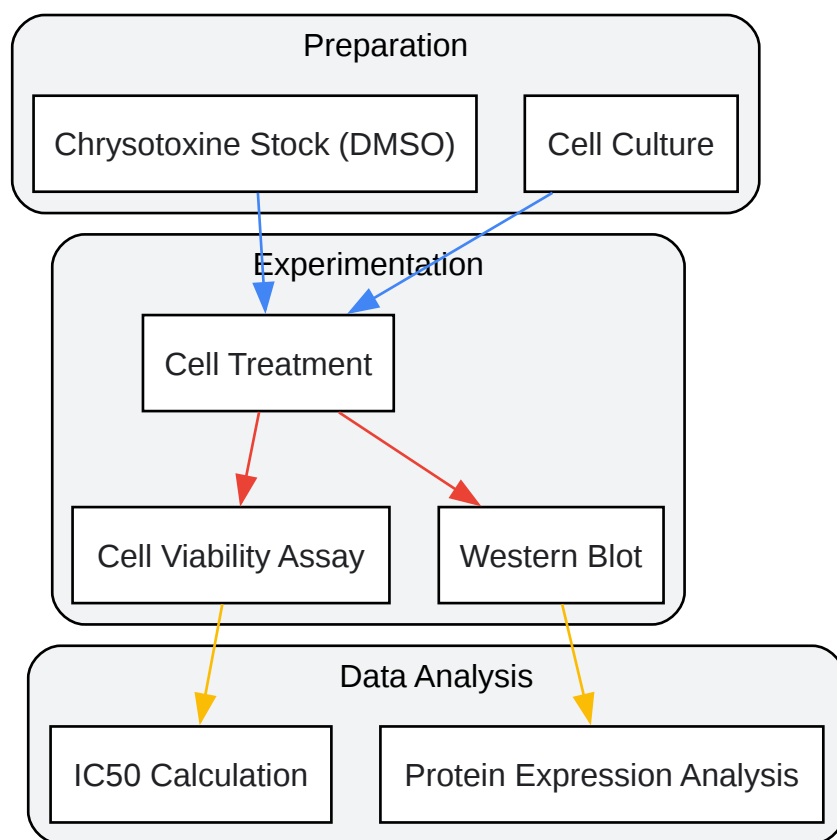 Preparation
Chrysotoxine Stock (DMSO)
Cell Culture
Experimentation
Cell Treatment
Cell Viability Assay
Western Blot
Data Analysis
IC50 Calculation
Protein Expression Analysis